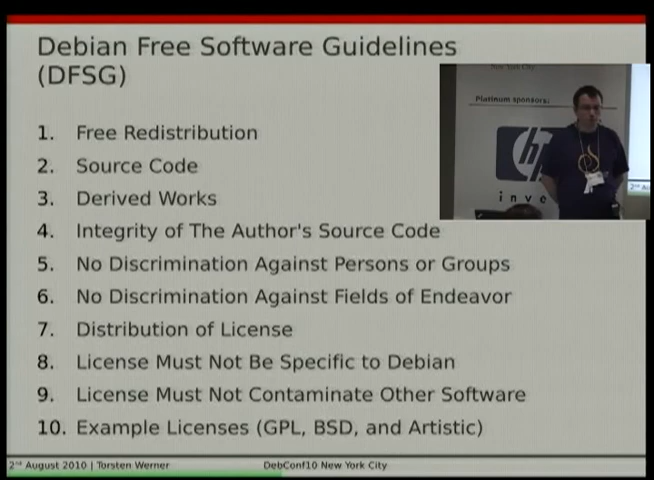 Debian Free Software Guidelines
(DFSG)
New York City
Platinum sponsors:
hp
inve
2ⁿᵈ Au
1. Free Redistribution
2. Source Code
3. Derived Works
4. Integrity of The Author's Source Code
5. No Discrimination Against Persons or Groups
6. No Discrimination Against Fields of Endeavor
7. Distribution of License
8. License Must Not Be Specific to Debian
9. License Must Not Contaminate Other Software
10. Example Licenses (GPL, BSD, and Artistic)
2ⁿᵈ August 2010 | Torsten Werner DebConf10 New York City